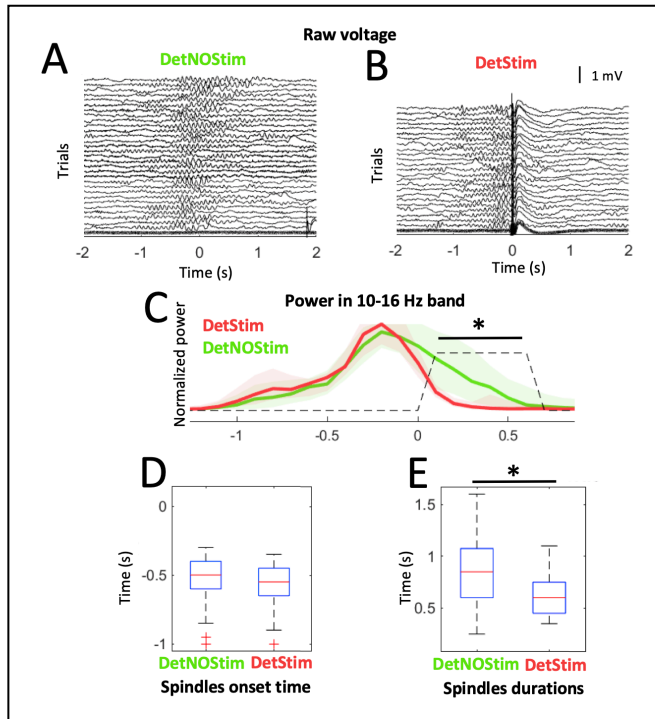 Raw voltage
A
DetNOStim
B
DetStim
1 mV
Trials
Trials
-2 -1 0 1 2
-2 -1 0 1 2
Time (s)
Time (s)
C
Power in 10-16 Hz band
DetStim
DetNOStim
*
Normalized power
-1 -0.5 0 0.5
D
E
*
0
-0.5
-1
Time (s)
1.5
1
0.5
Time (s)
DetNOStim DetStim
DetNOStim DetStim
Spindles onset time
Spindles durations